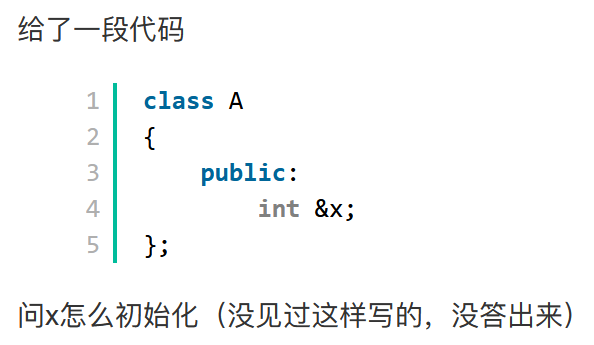 给了一段代码
1 class A
2 {
3     public:
4         int &x;
5 };
问x怎么初始化（没见过这样写的，没答出来）